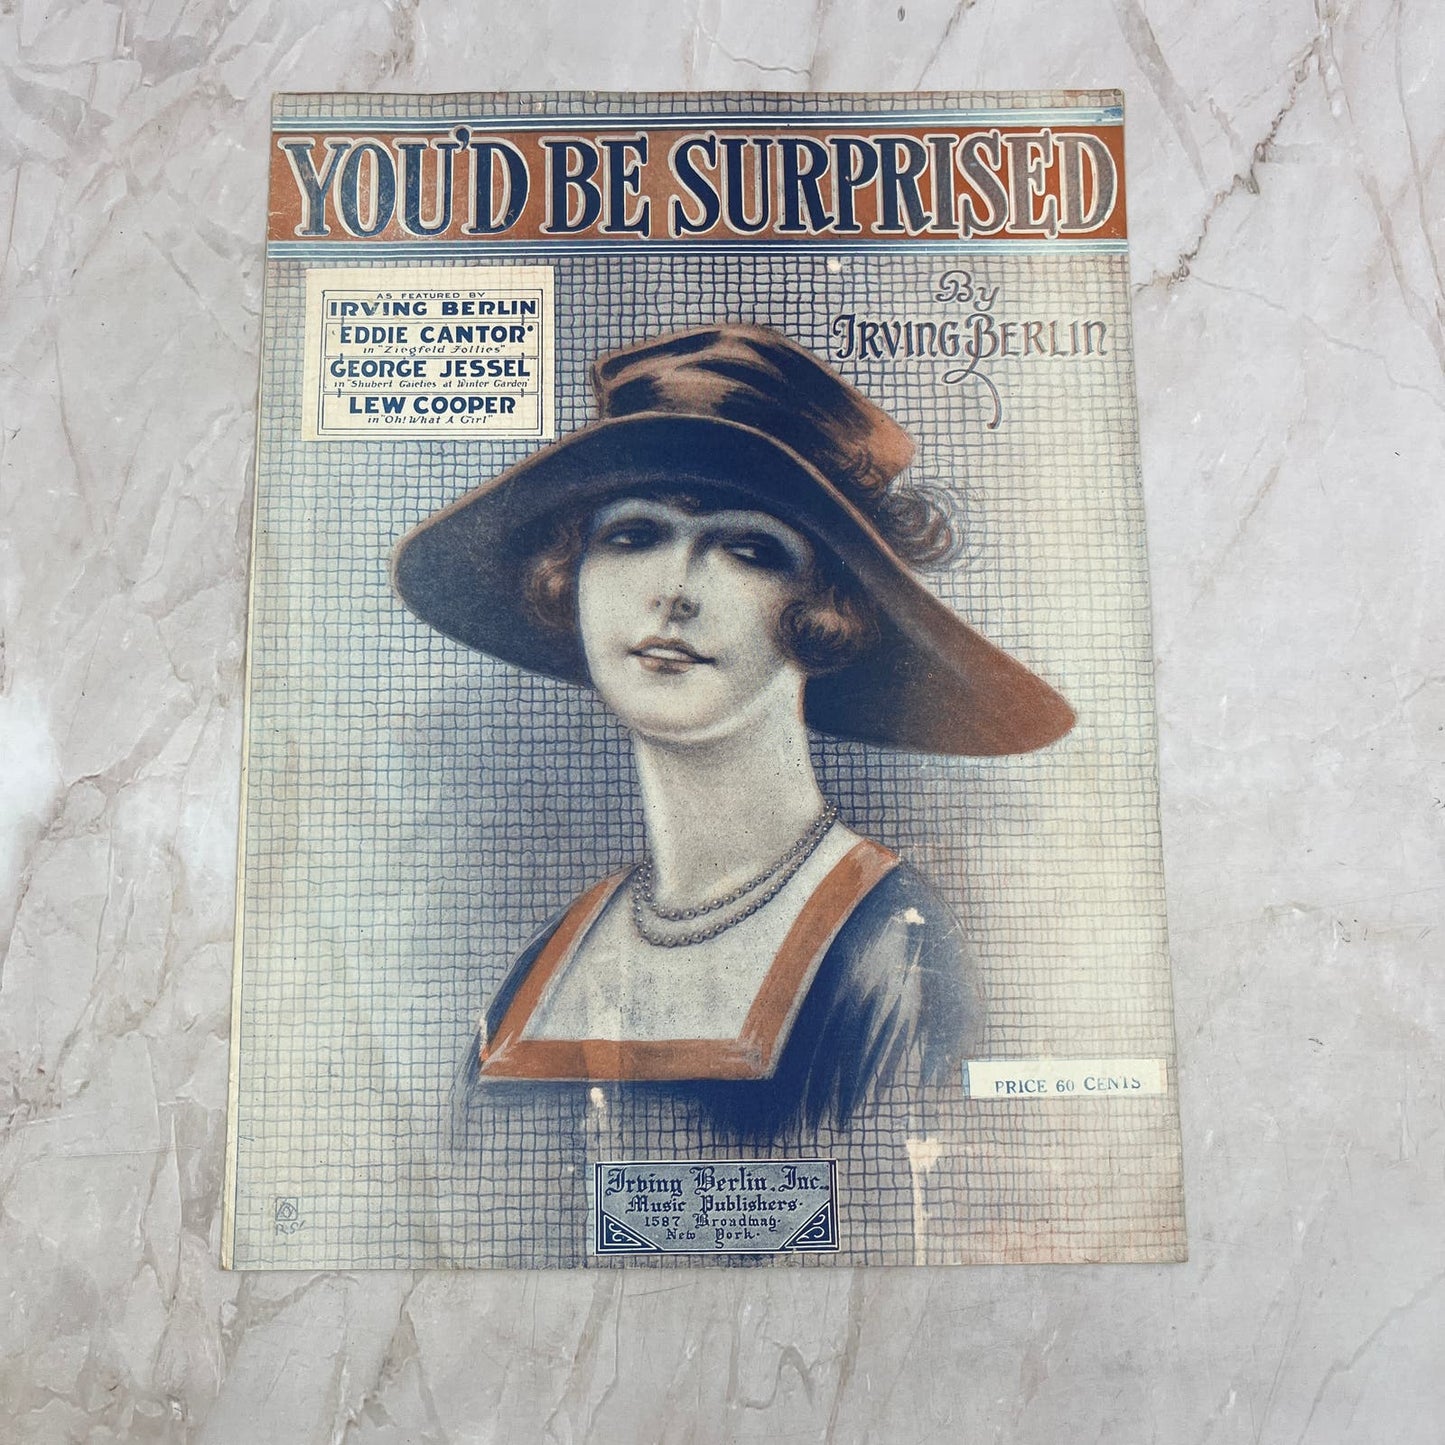 YOU'D BE SURPRISED
AS FEATURED BY
IRVING BERLIN
EDDIE CANTOR
in "Ziegfeld Follies"
GEORGE JESSEL
in "Shubert Gaieties at Winter Garden"
LEW COOPER
in "Oh! What A Girl"
By
IRVING BERLIN
PRICE 60 CENTS
Irving Berlin, Inc.
Music Publishers.
1587 Broadway.
New York.
R.S.